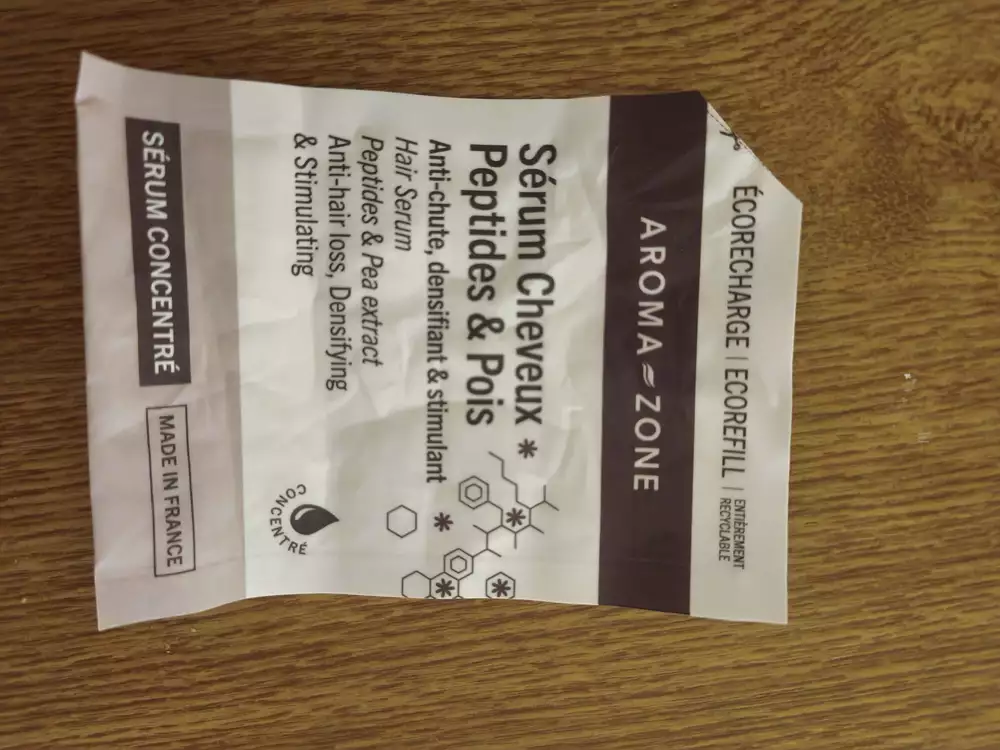 ÉCORECHARGE | ECOREFILL | ENTIÈREMENT
RECYCLABLE
AROMA ZONE
Sérum Cheveux
Peptides & Pois
Anti-chute, densifiant & stimulant
Hair Serum
Peptides & Pea extract
Anti-hair loss, Densifying
& Stimulating
CONCENTRÉ
SÉRUM CONCENTRÉ
MADE IN FRANCE